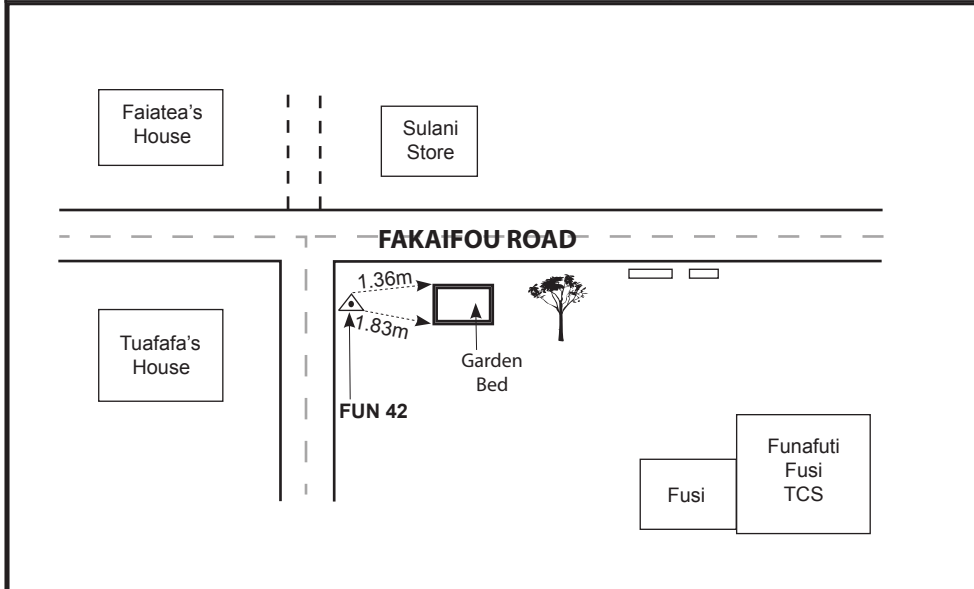 Faiatea's
House
Sulani
Store
FAKAIFOU ROAD
1.36m
1.83m
Tuafafa's
House
Garden
Bed
FUN 42
Funafuti
Fusi
TCS
Fusi